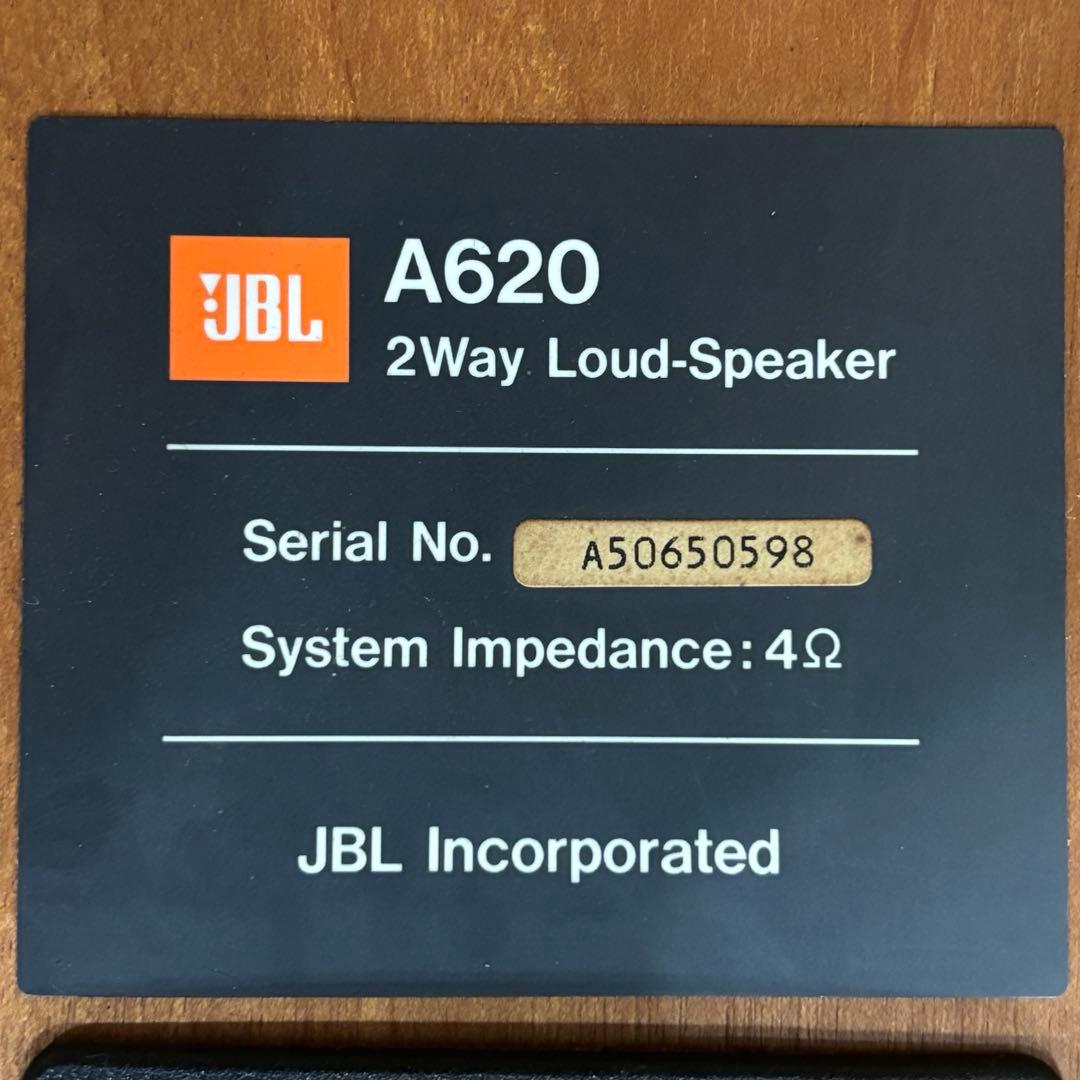 JBL
A620
2Way Loud-Speaker
Serial No. A50650598
System Impedance: 4Ω
JBL Incorporated